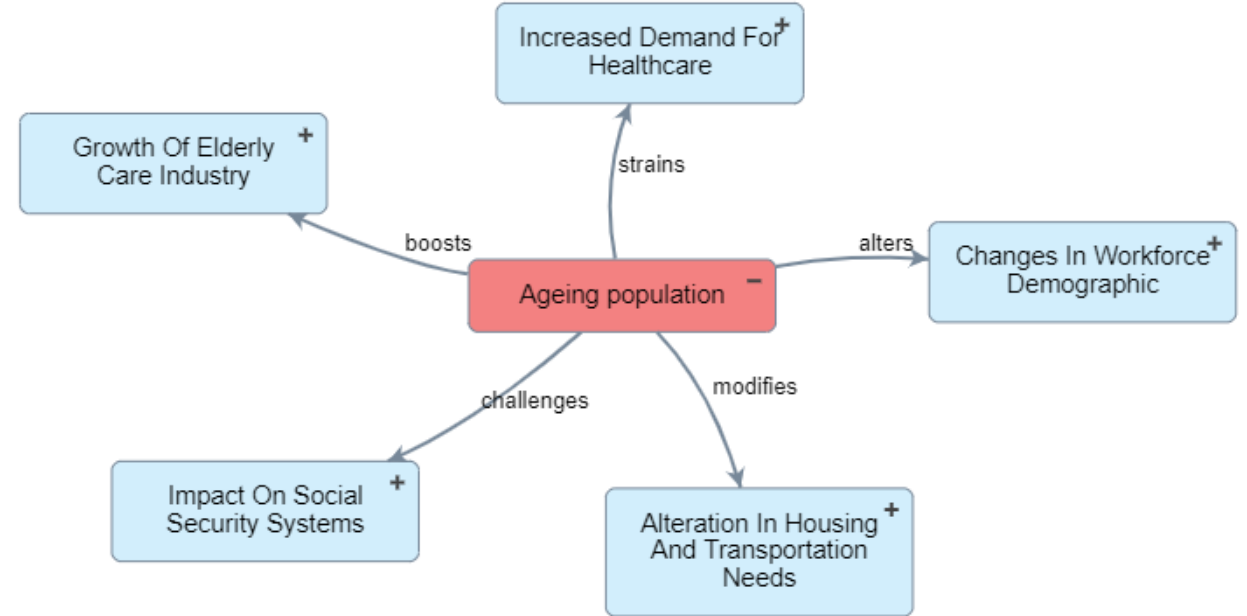 Increased Demand For
Healthcare
+
Growth Of Elderly
Care Industry
+
strains
boosts
alters
Changes In Workforce
Demographic
+
Ageing population
−
challenges
modifies
Impact On Social
Security Systems
+
Alteration In Housing
And Transportation
Needs
+